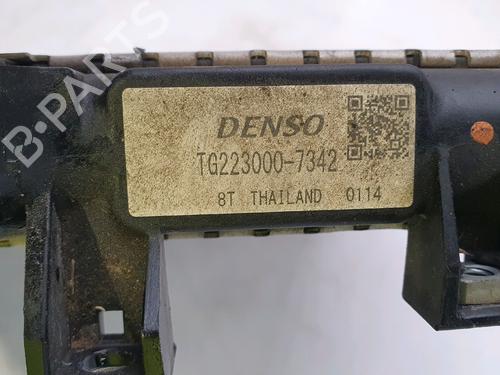 B-PARTS
DENSO
TG223000-7342
8T THAILAND 0114